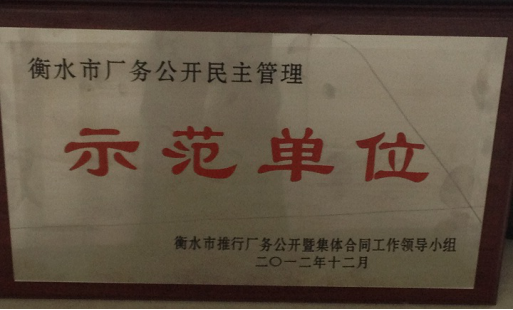 衡水市厂务公开民主管理
示范单位
衡水市推行厂务公开暨集体合同工作领导小组
二〇一二年十二月